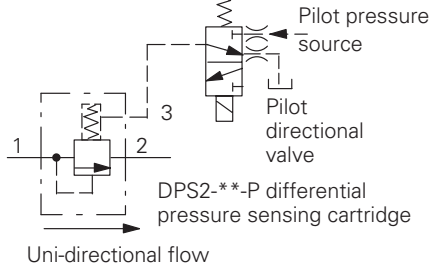 Pilot pressure
source
3
Pilot
directional
valve
1
2
DPS2-**-P differential
pressure sensing cartridge
Uni-directional flow